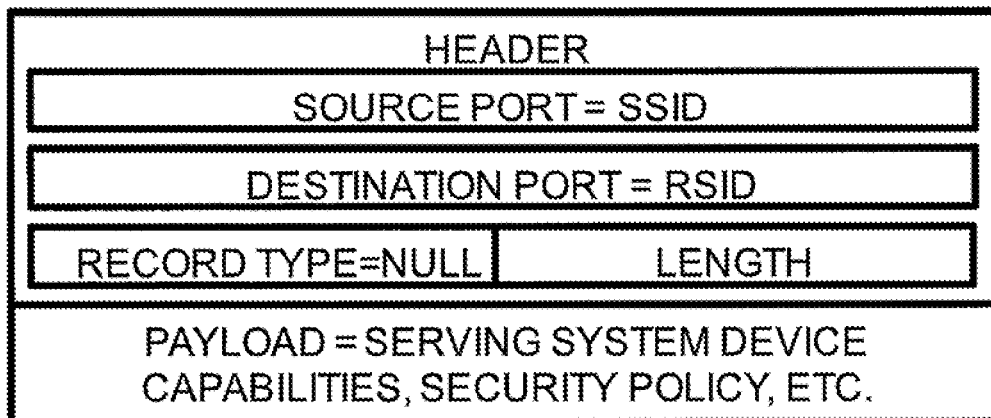 HEADER
SOURCE PORT = SSID
DESTINATION PORT = RSID
RECORD TYPE=NULL
LENGTH
PAYLOAD = SERVING SYSTEM DEVICE
CAPABILITIES, SECURITY POLICY, ETC.